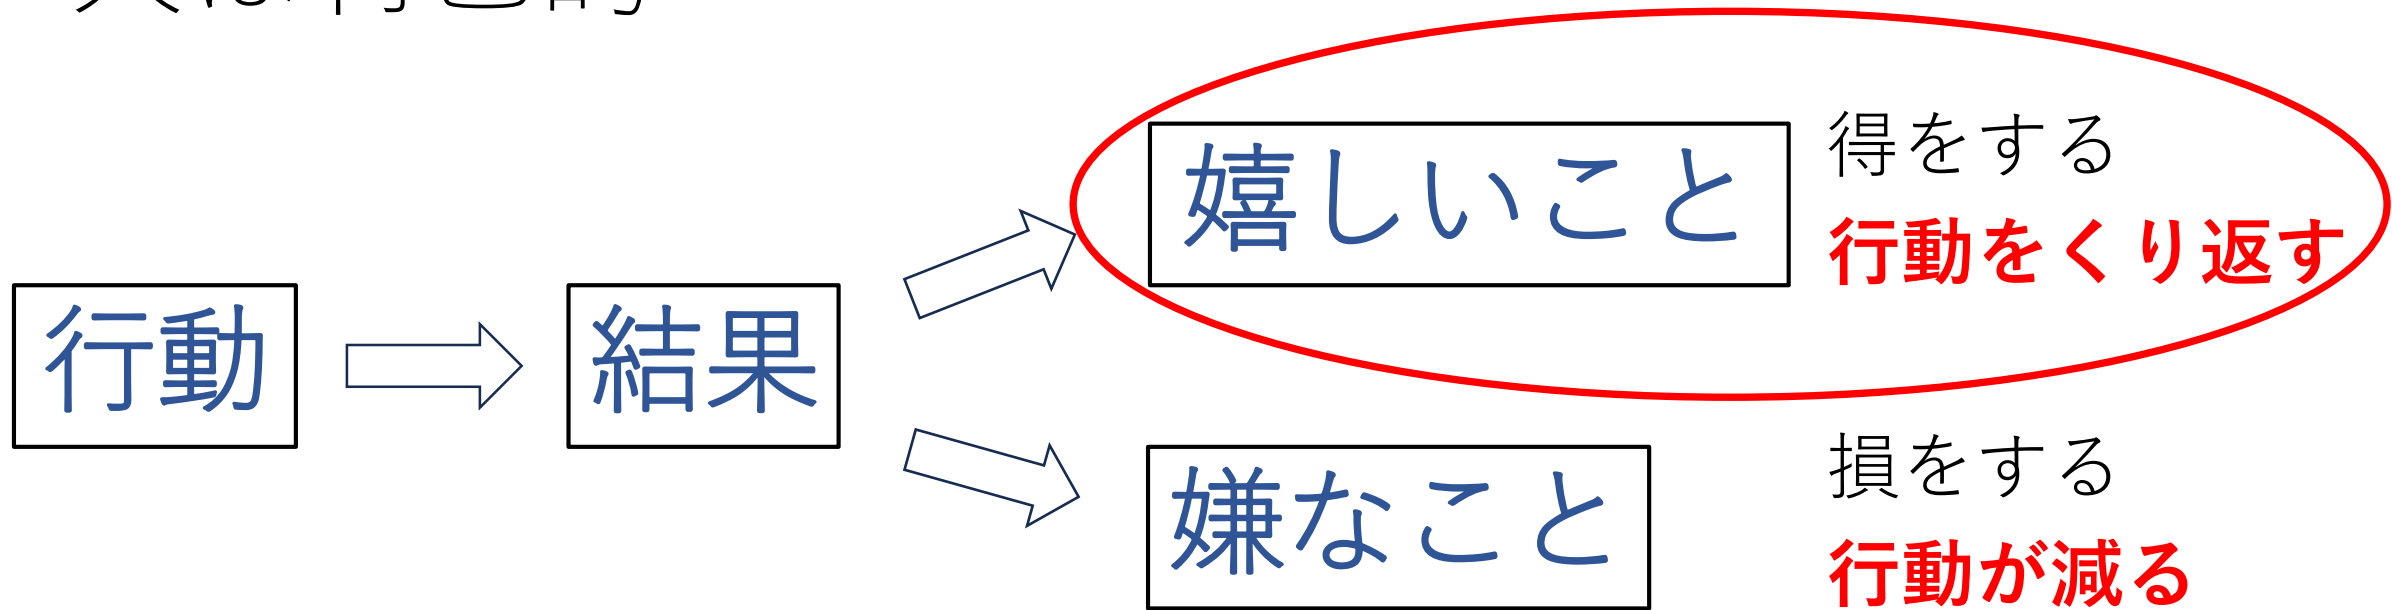 行動
結果
嬉しいこと
得をする
行動をくり返す
嫌なこと
損をする
行動が減る